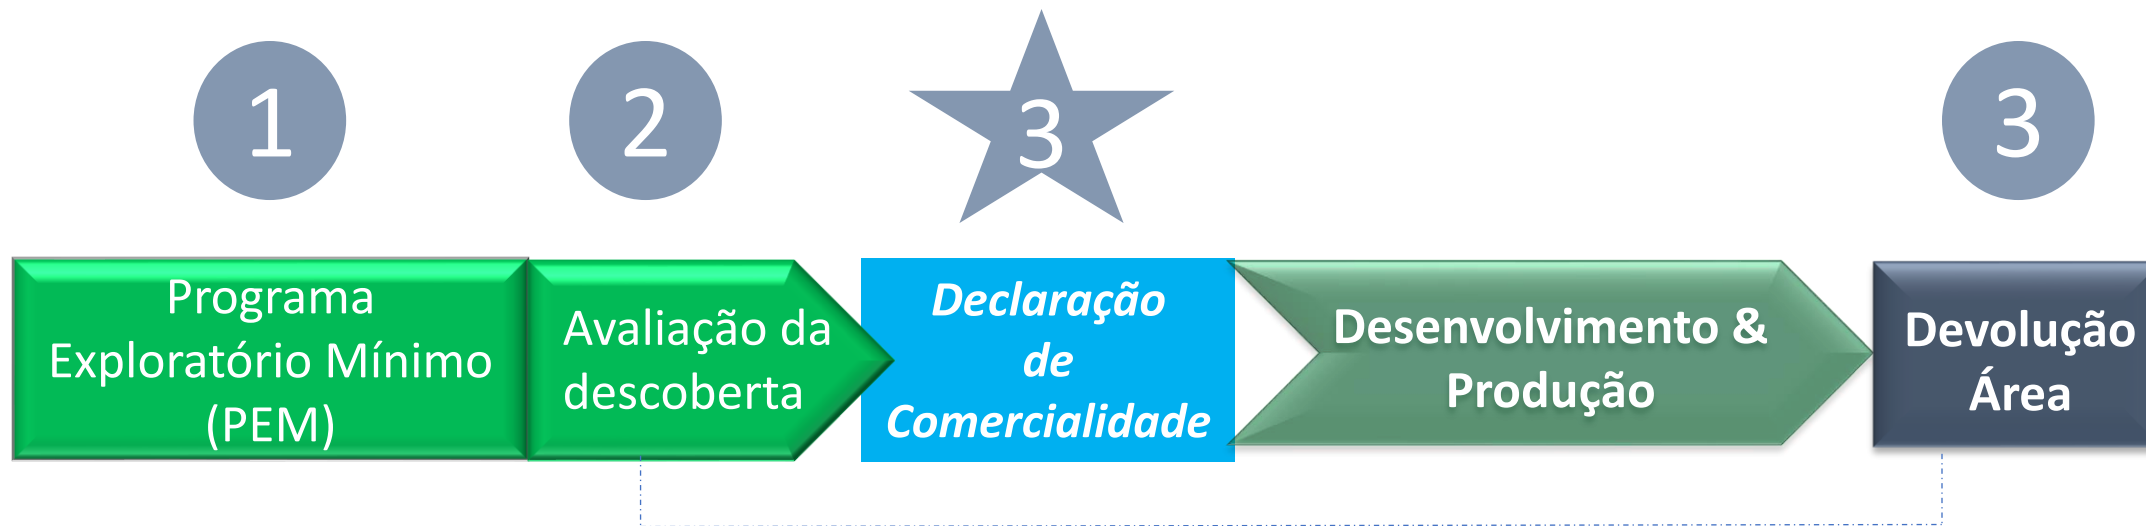 1
2
3
3
Programa
Exploratório Mínimo
(PEM)
Avaliação da
descoberta
Declaração
de
Comercialidade
Desenvolvimento &
Produção
Devolução
Área